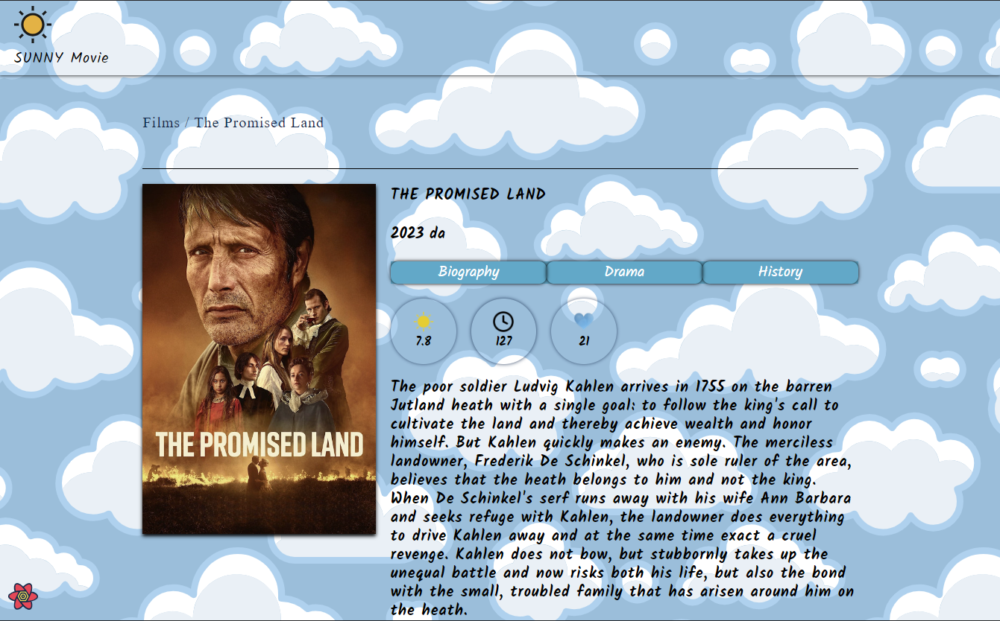 SUNNY Movie
Films / The Promised Land
THE PROMISED LAND
THE PROMISED LAND
2023 da
Biography Drama History
7.8 127 21
The poor soldier Ludvig Kahlen arrives in 1755 on the barren
Jutland heath with a single goal: to follow the king's call to
cultivate the land and thereby achieve wealth and honor
himself. But Kahlen quickly makes an enemy. The merciless
landowner, Frederik De Schinkel, who is sole ruler of the area,
believes that the heath belongs to him and not the king.
When De Schinkel's serf runs away with his wife Ann Barbara
and seeks refuge with Kahlen, the landowner does everything
to drive Kahlen away and at the same time exact a cruel
revenge. Kahlen does not bow, but stubbornly takes up the
unequal battle and now risks both his life, but also the bond
with the small, troubled family that has arisen around him on
the heath.